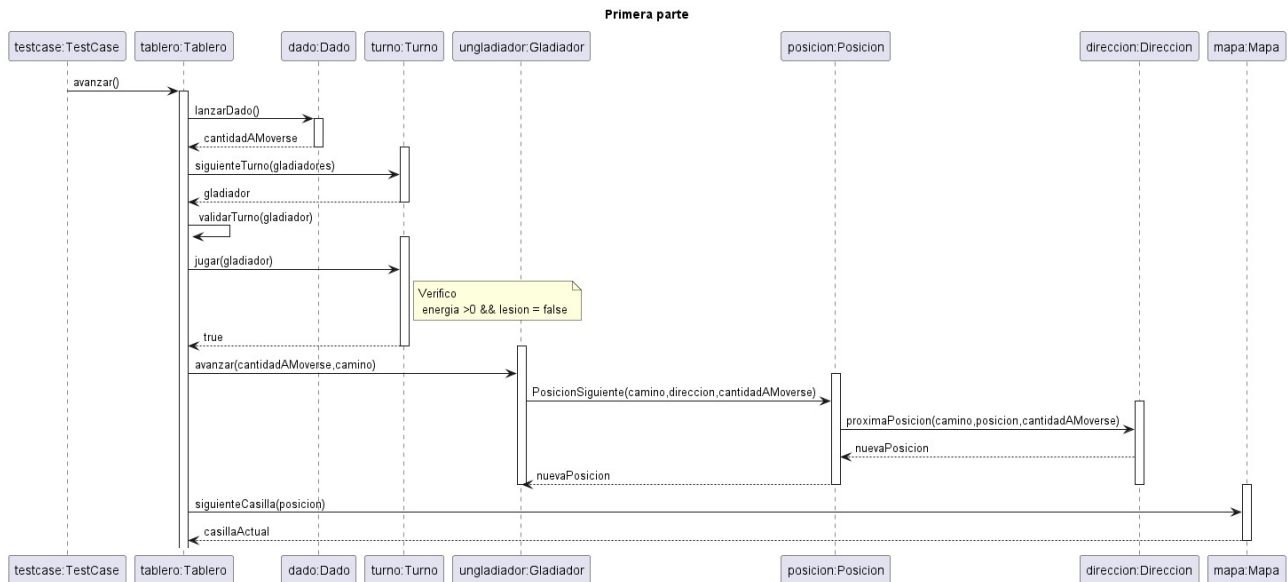 Primera parte
testcase:TestCase
tablero:Tablero
dado:Dado
turno:Turno
ungladiador:Gladiador
posicion:Posicion
direccion:Direccion
mapa:Mapa
avanzar()
lanzarDado()
cantidadAMoverse
siguienteTurno(gladiadores)
gladiador
validarTurno(gladiador)
jugar(gladiador)
Verifico
energia >0 && lesion = false
true
avanzar(cantidadAMoverse,camino)
PosicionSiguiente(camino,direccion,cantidadAMoverse)
proximaPosicion(camino,posicion,cantidadAMoverse)
nuevaPosicion
nuevaPosicion
siguienteCasilla(posicion)
casillaActual
testcase:TestCase
tablero:Tablero
dado:Dado
turno:Turno
ungladiador:Gladiador
posicion:Posicion
direccion:Direccion
mapa:Mapa